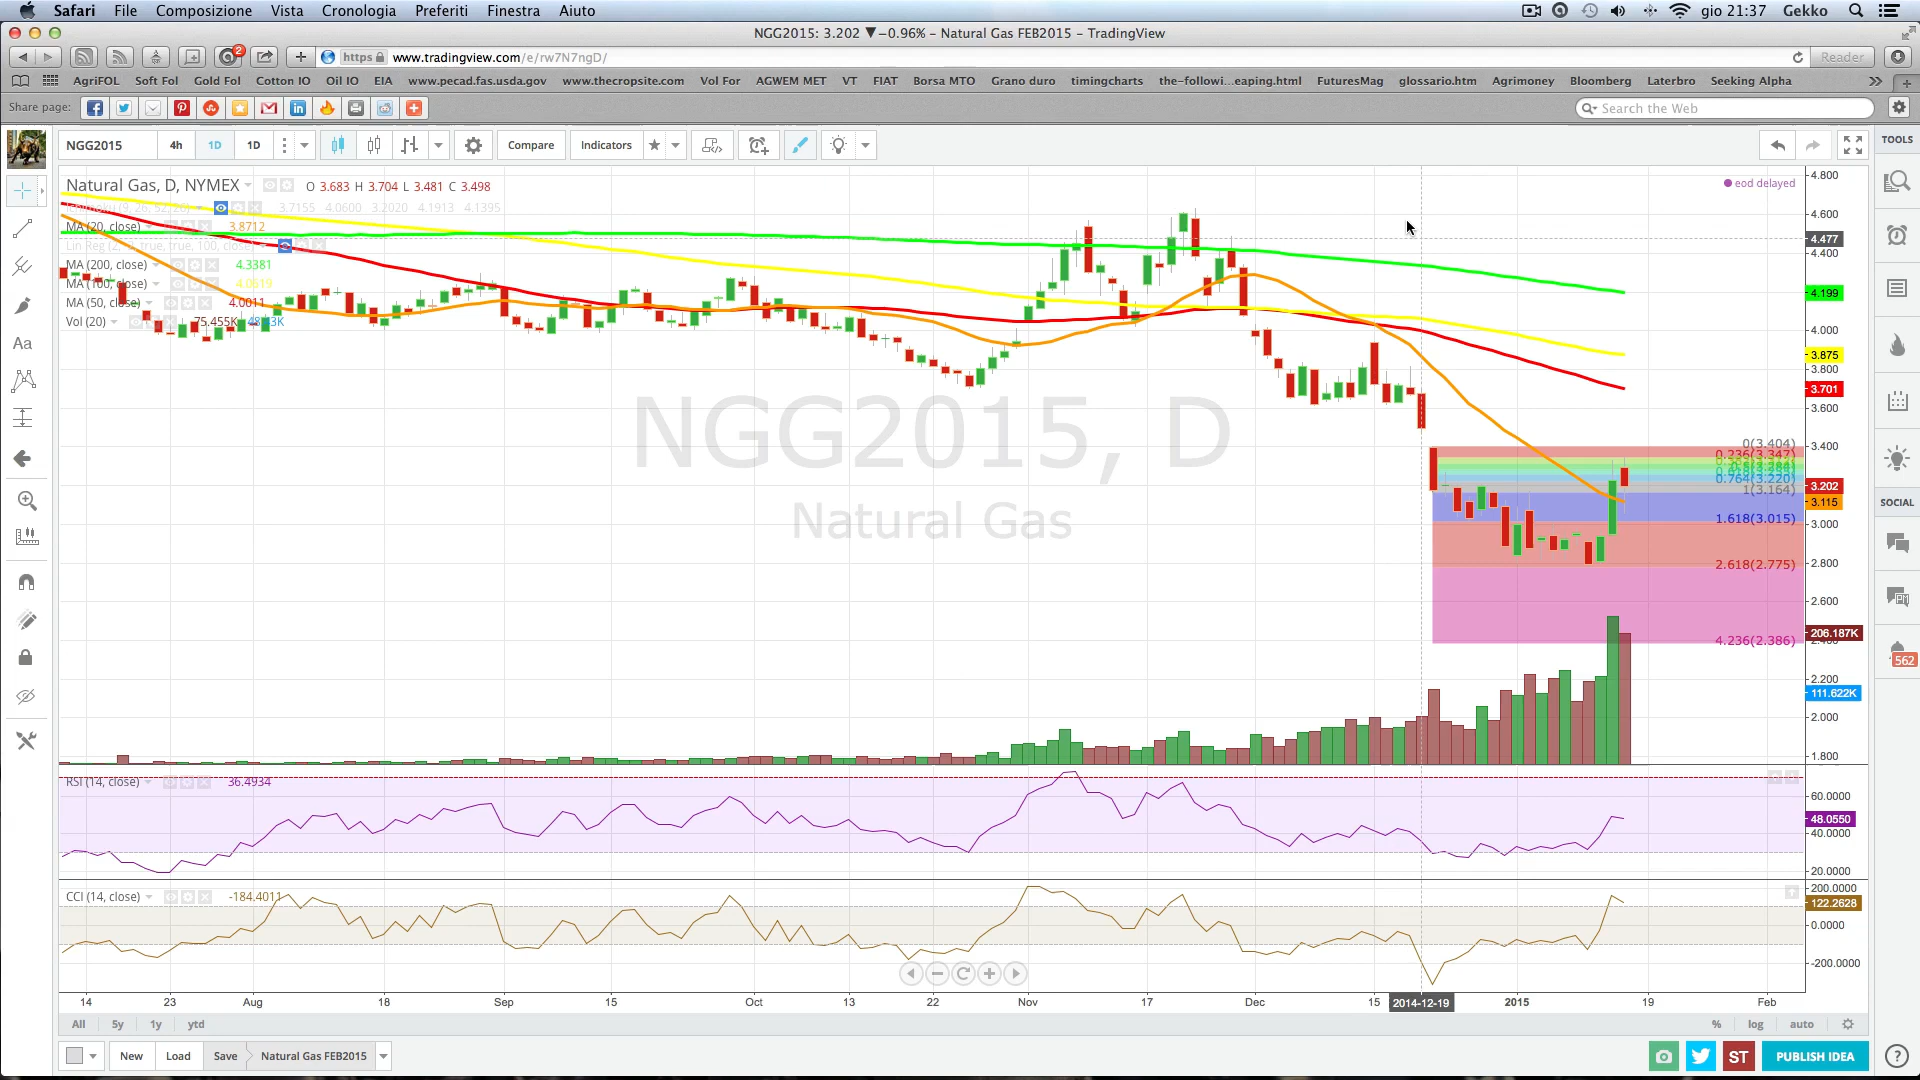 Safari File Composizione Vista Cronologia Preferiti Finestra Aiuto gio 21:37 Gekko
NGG2015: 3.202 ▼−0.96% – Natural Gas FEB2015 – TradingView
2 https www.tradingview.com/e/rw7N7ngD/ Reader
AgriFOL Soft Fol Gold Fol Cotton IO Oil IO EIA www.pecad.fas.usda.gov www.thecropsite.com Vol For AGWEM MET VT FIAT Borsa MTO Grano duro timingcharts the-followi...eaping.html FuturesMag glossario.htm Agrimoney Bloomberg Laterbro Seeking Alpha
Share page: Search the Web
NGG2015 4h 1D 1D Compare Indicators TOOLS
Natural Gas, D, NYMEX O 3.683 H 3.704 L 3.481 C 3.498
eod delayed
3.7155 4.0600 3.2020 4.1913 4.1395
MA (20, close) 3.8712
MA (200, close) 4.3381
MA (100, close)
MA (50, close) 4.0011
Vol (20) 75.455K
4.800
4.600
4.477
4.400
4.199
4.000
3.875
3.800
3.701
3.600
3.400
3.202
3.115
3.000
2.800
2.600
206.187K
2.200
111.622K
2.000
1.800
NGG2015, D
Natural Gas
0(3.404)
0.236(3.347)
0.764(3.220)
1(3.164)
1.618(3.015)
2.618(2.775)
4.236(2.386)
SOCIAL
562
RSI (14, close) 36.4934
60.0000
48.0550
40.0000
20.0000
CCI (14, close) -184.4011
200.0000
122.2628
0.0000
-200.0000
14 23 Aug 18 Sep 15 Oct 13 22 Nov 17 Dec 15 2014-12-19 2015 19 Feb
All 5y 1y ytd % log auto
New Load Save Natural Gas FEB2015 ST PUBLISH IDEA ?